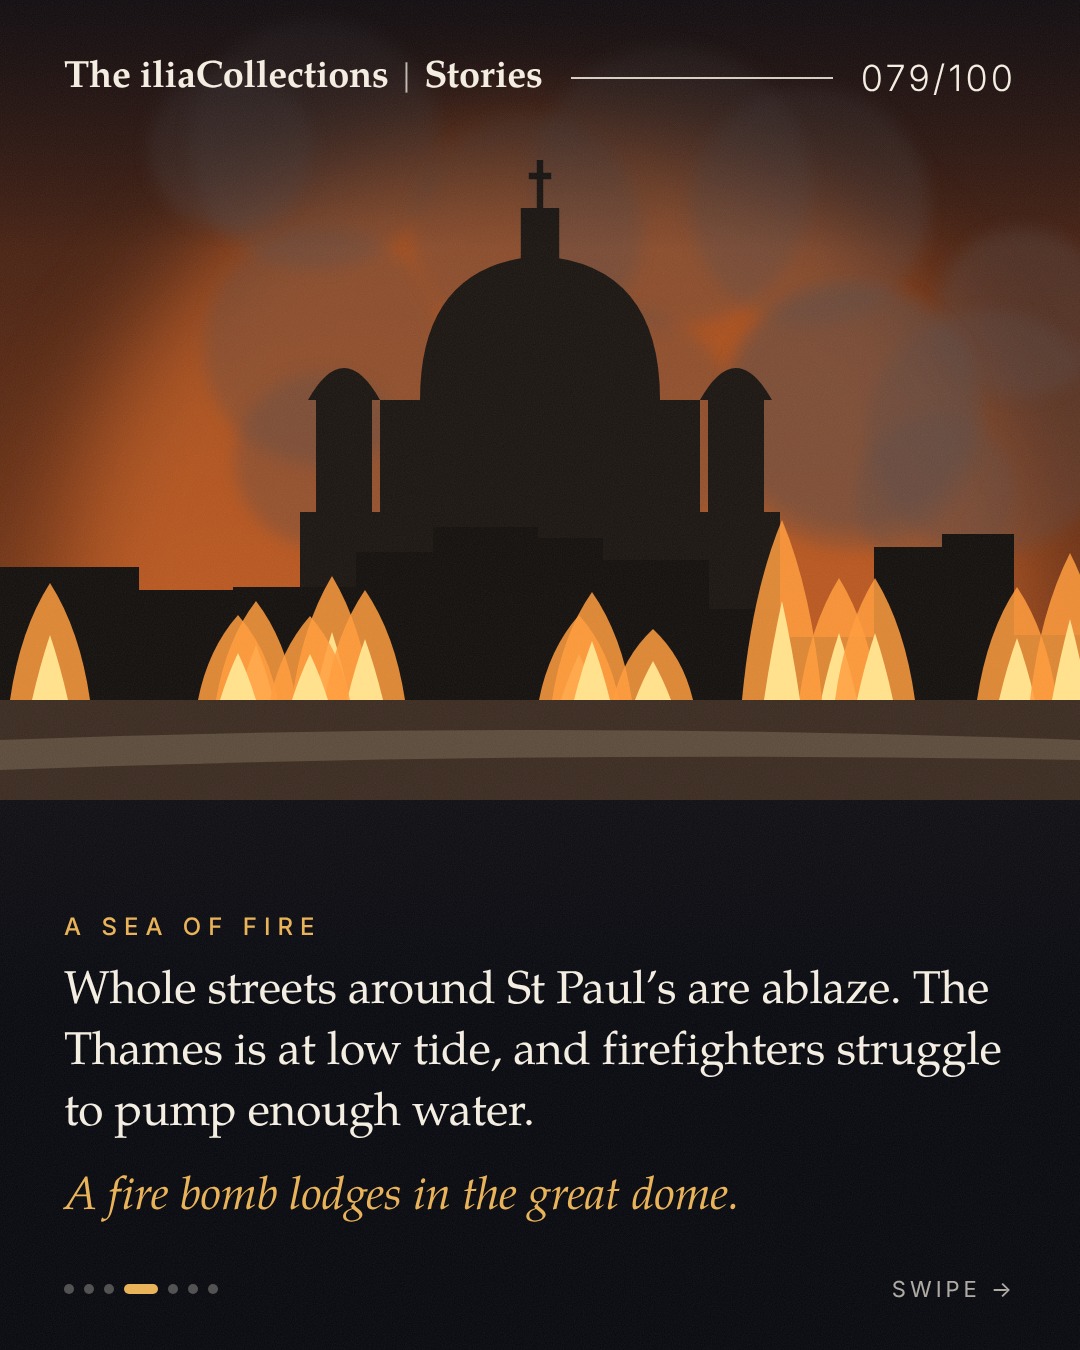 The iliaCollections | Stories
079/100
A SEA OF FIRE
Whole streets around St Paul’s are ablaze. The
Thames is at low tide, and firefighters struggle
to pump enough water.
A fire bomb lodges in the great dome.
SWIPE →